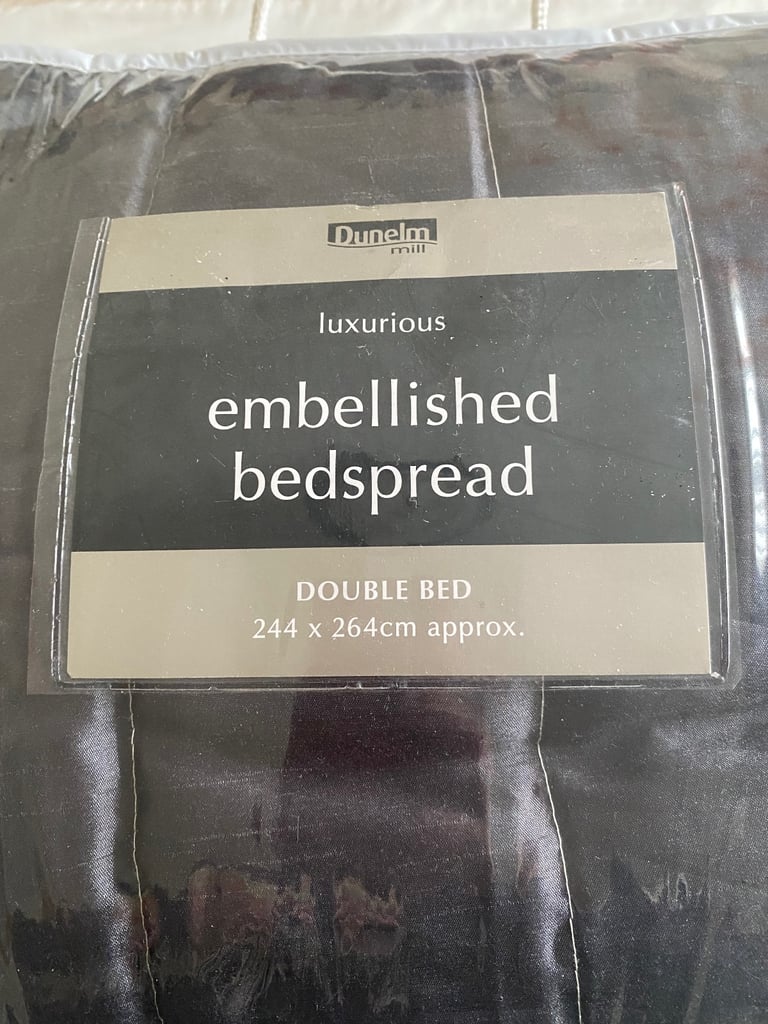 Dunelm
mill
luxurious
embellished
bedspread
DOUBLE BED
244 x 264cm approx.